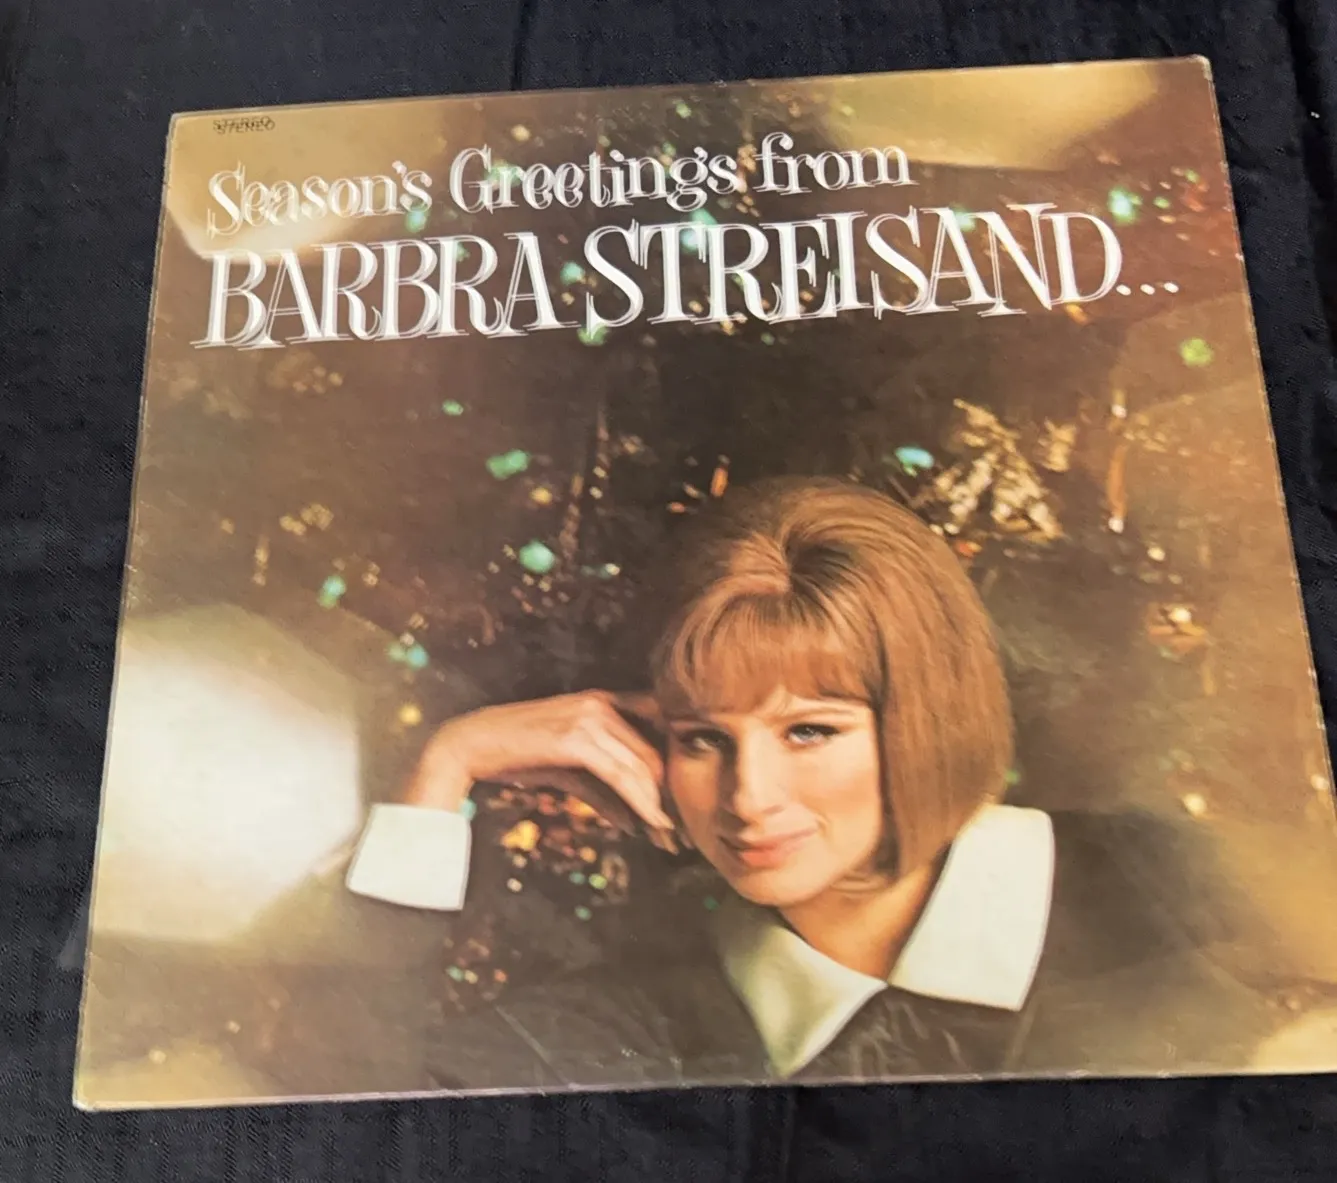 STEREO
Season's Greetings from
BARBRA STREISAND...